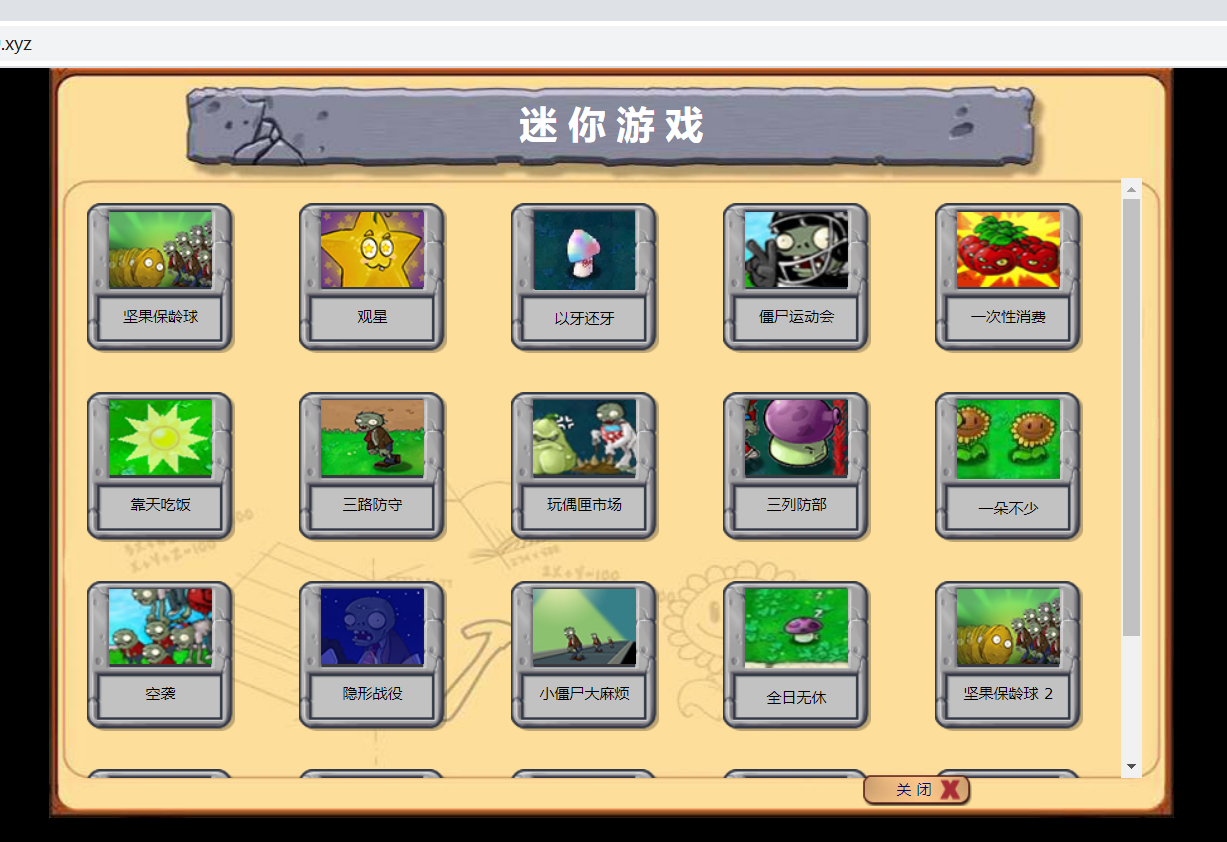 .xyz
迷你游戏
坚果保龄球
观星
以牙还牙
僵尸运动会
一次性消费
靠天吃饭
三路防守
玩偶匣市场
三列防部
一朵不少
空袭
隐形战役
小僵尸大麻烦
全日无休
坚果保龄球 2
关 闭